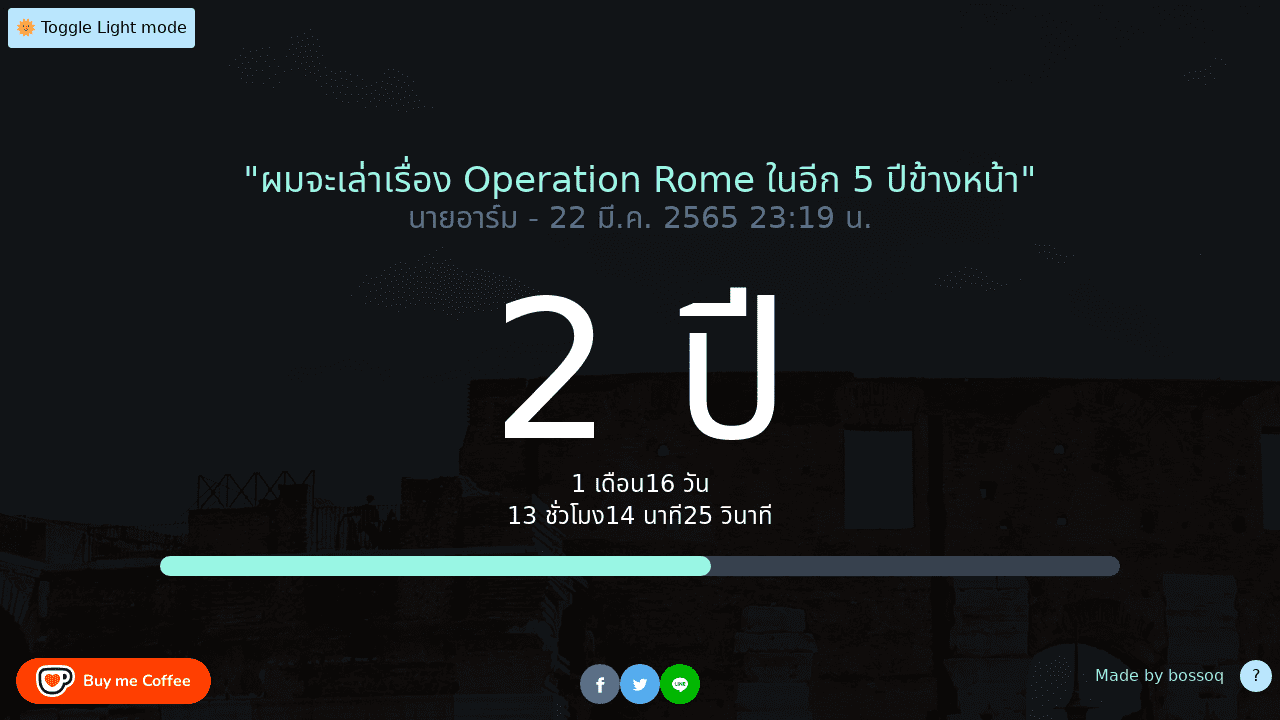 Toggle Light mode
"ผมจะเล่าเรื่อง Operation Rome ในอีก 5 ปีข้างหน้า"
นายอาร์ม - 22 มี.ค. 2565 23:19 น.
2 ปี
1 เดือน16 วัน
13 ชั่วโมง14 นาที25 วินาที
Buy me Coffee
LINE
Made by bossoq
?